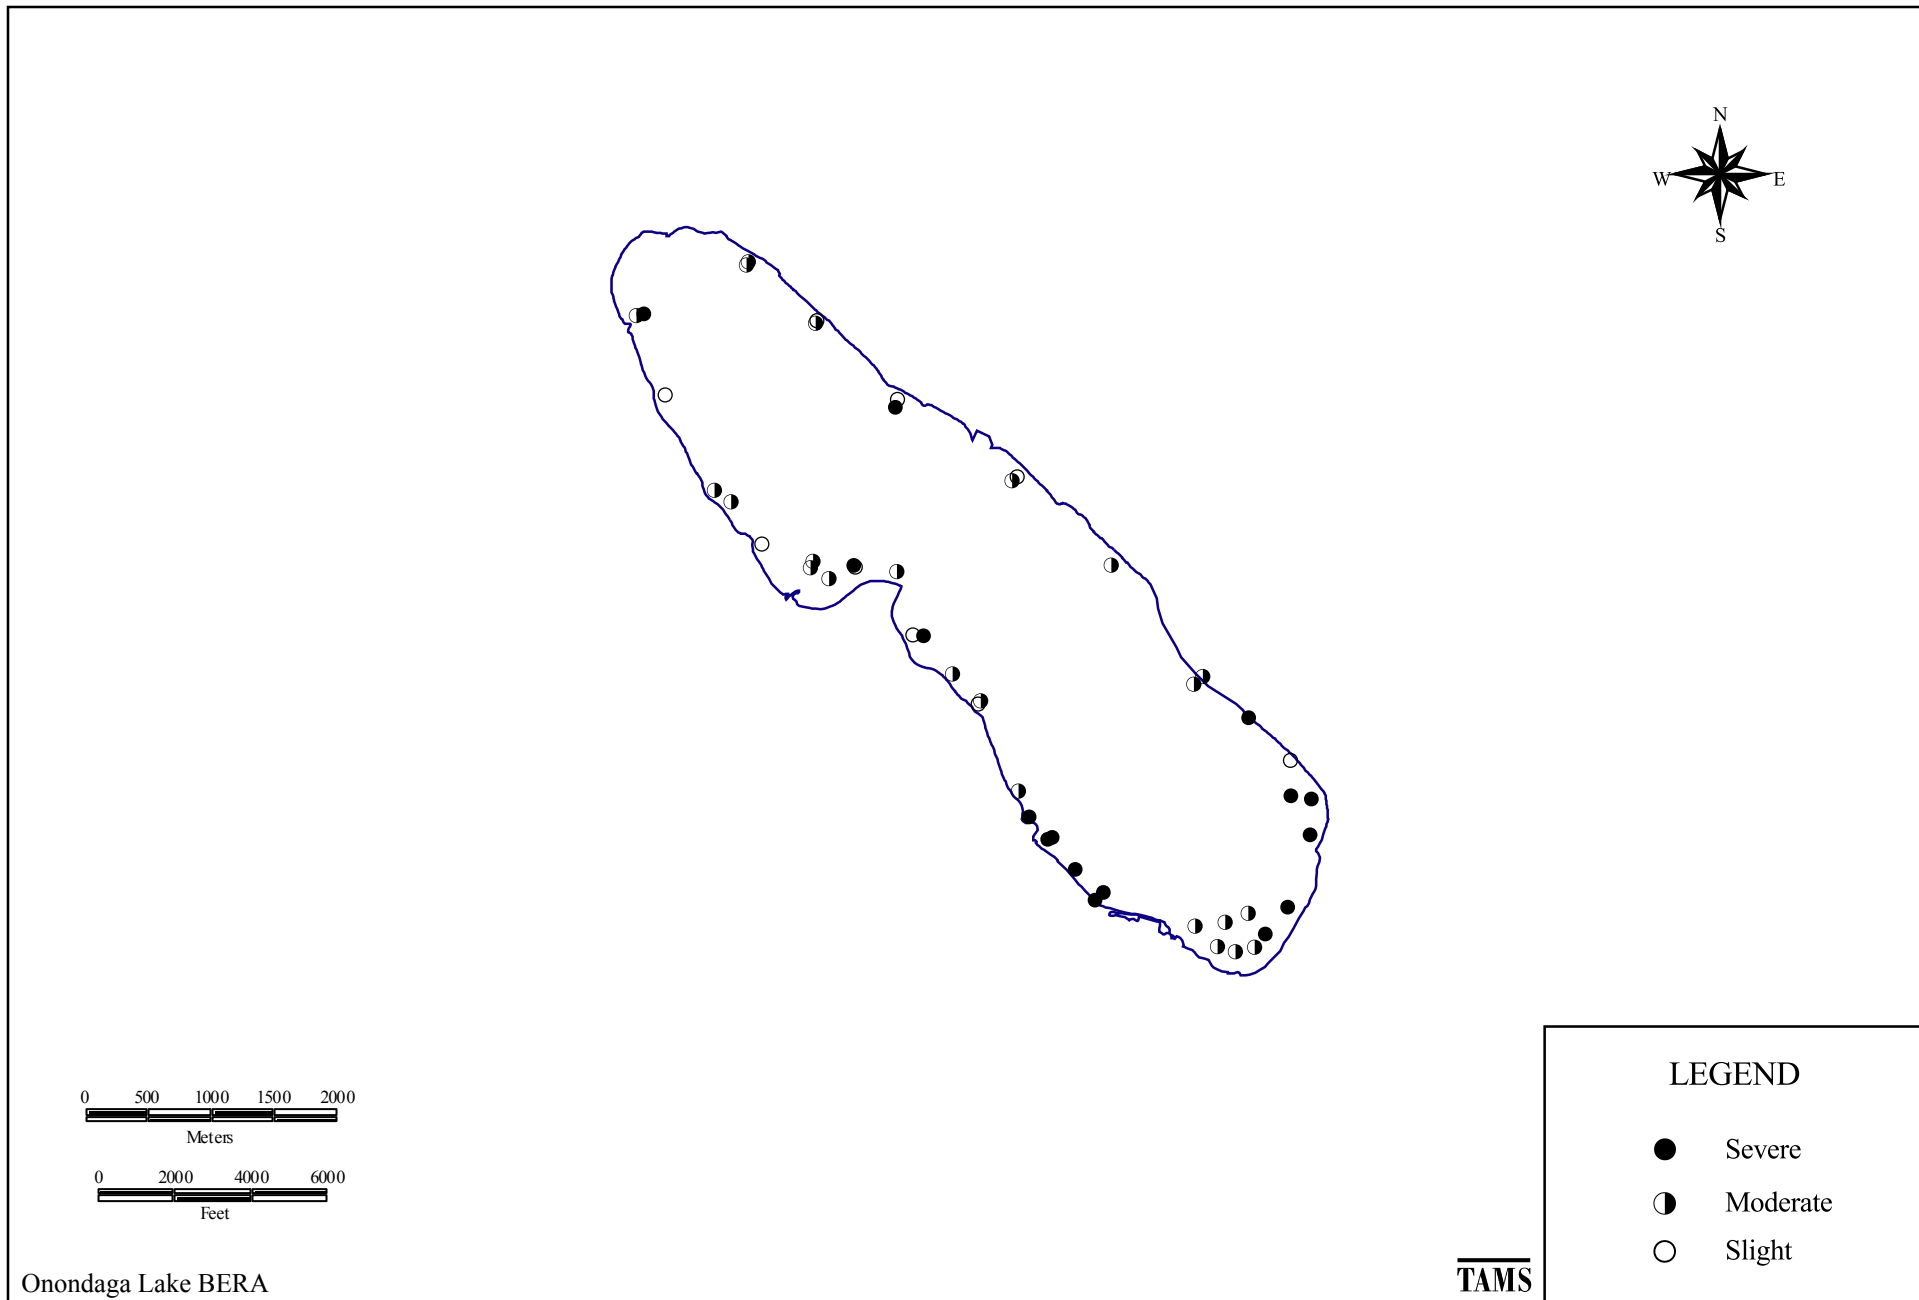 N
W E
S
0 500 1000 1500 2000
Meters
0 2000 4000 6000
Feet
Onondaga Lake BERA
TAMS
LEGEND
Severe
Moderate
Slight